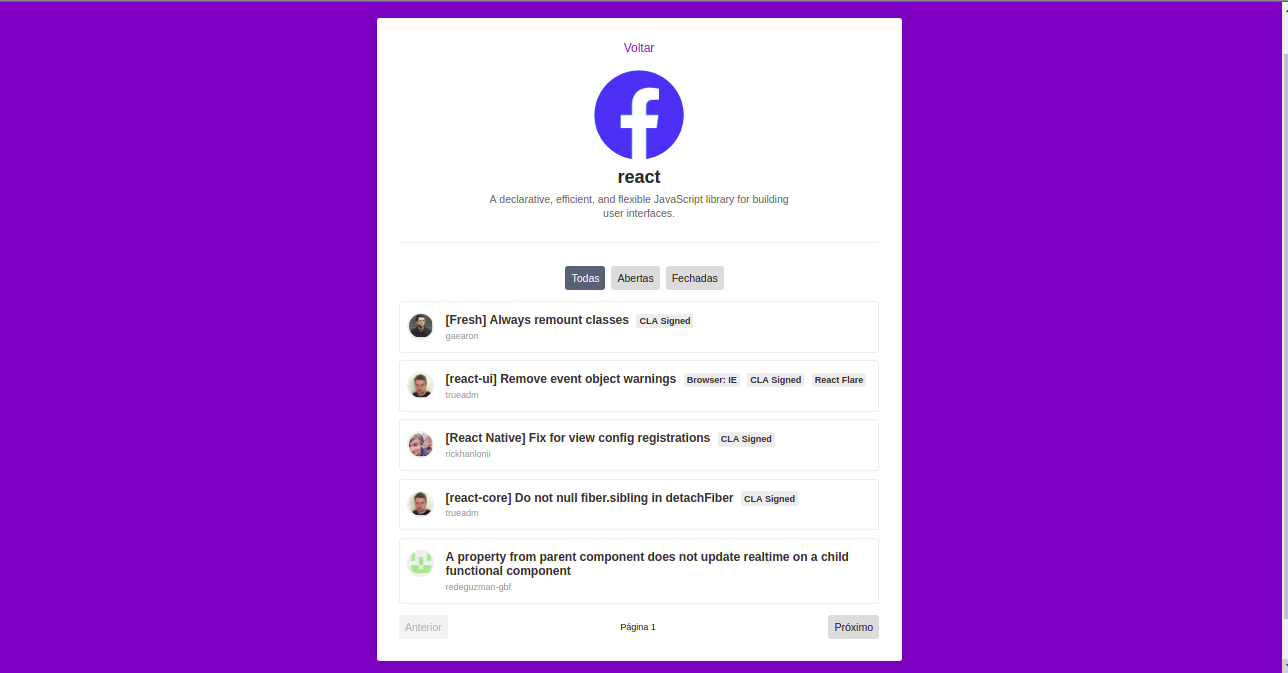 Voltar
react
A declarative, efficient, and flexible JavaScript library for building
user interfaces.
Todas Abertas Fechadas
[Fresh] Always remount classes CLA Signed
gaearon
[react-ui] Remove event object warnings Browser: IE CLA Signed React Flare
trueadm
[React Native] Fix for view config registrations CLA Signed
rickhanlonii
[react-core] Do not null fiber.sibling in detachFiber CLA Signed
trueadm
A property from parent component does not update realtime on a child
functional component
redeguzman-gbf
Anterior Página 1 Próximo